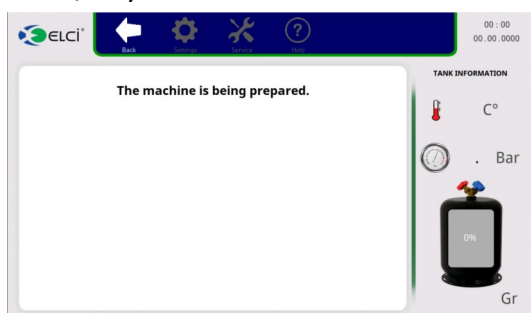 ELCI
Back
Settings
Service
Help
00 : 00
00.00.0000
The machine is being prepared.
TANK INFORMATION
C°
. Bar
0%
Gr